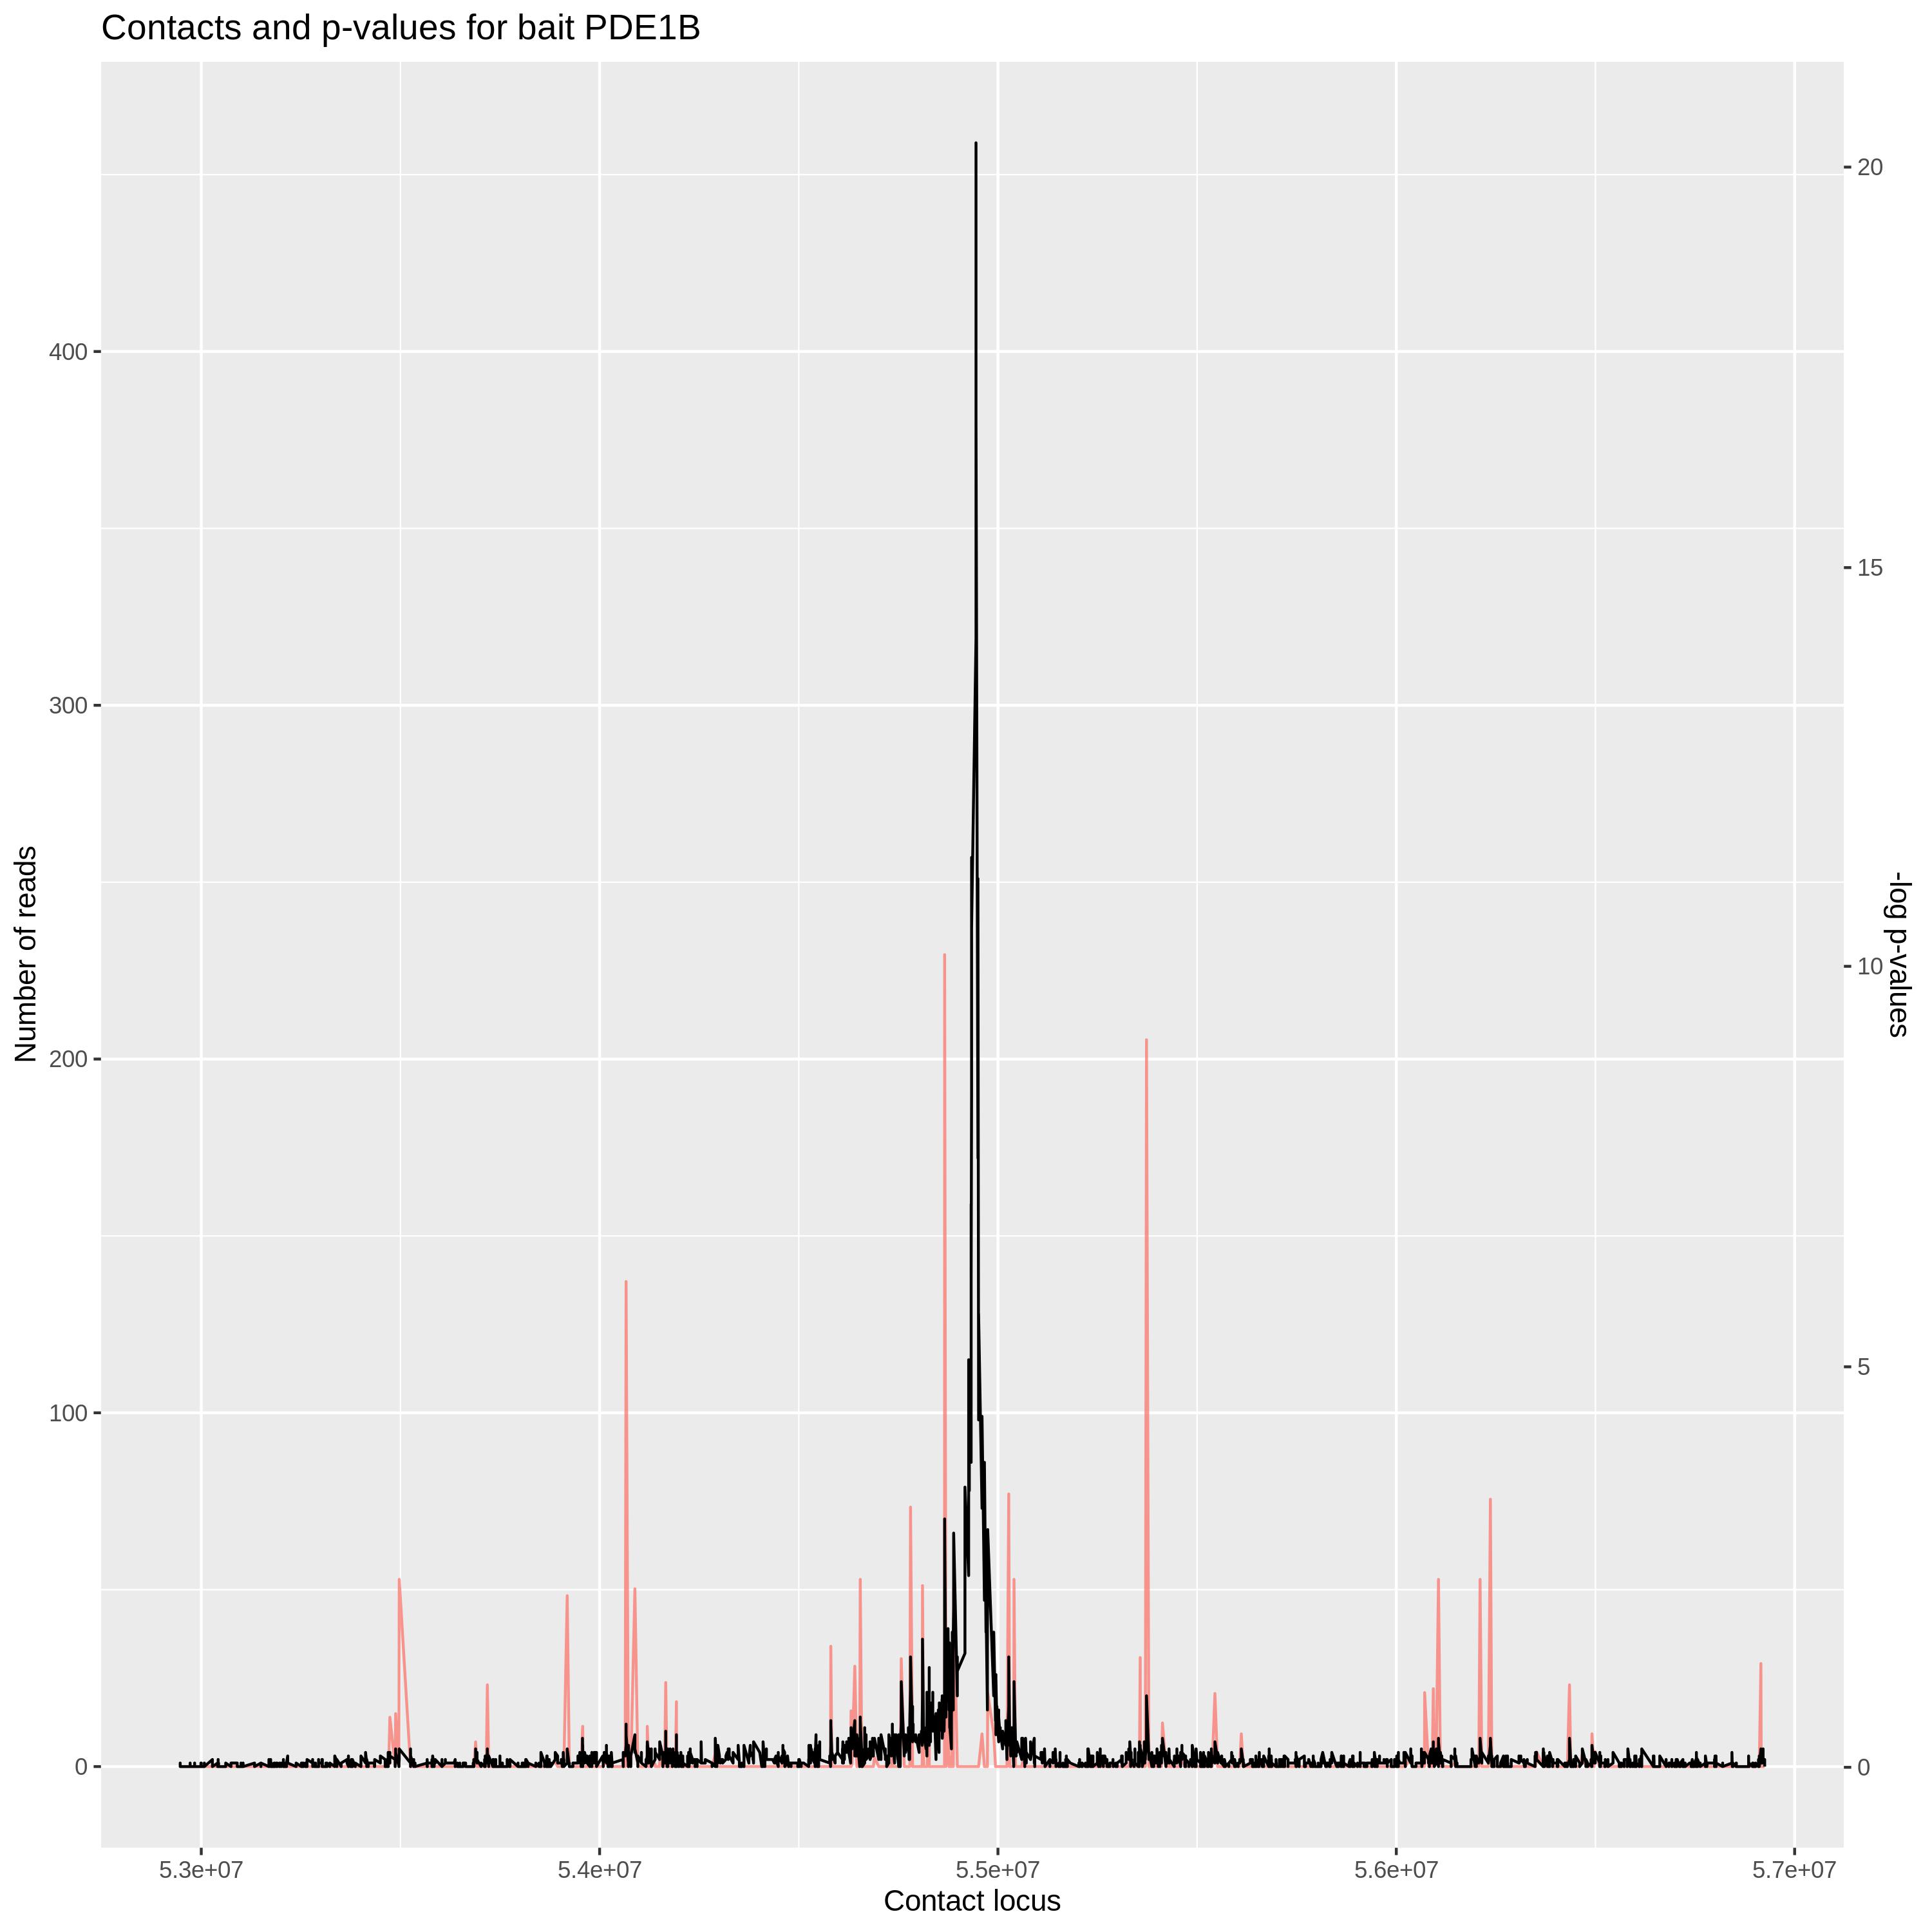 Contacts and p-values for bait PDE1B
Number of reads
400
300
200
100
0
20
15
10
5
0
-log p-values
5.3e+07
5.4e+07
5.5e+07
5.6e+07
5.7e+07
Contact locus